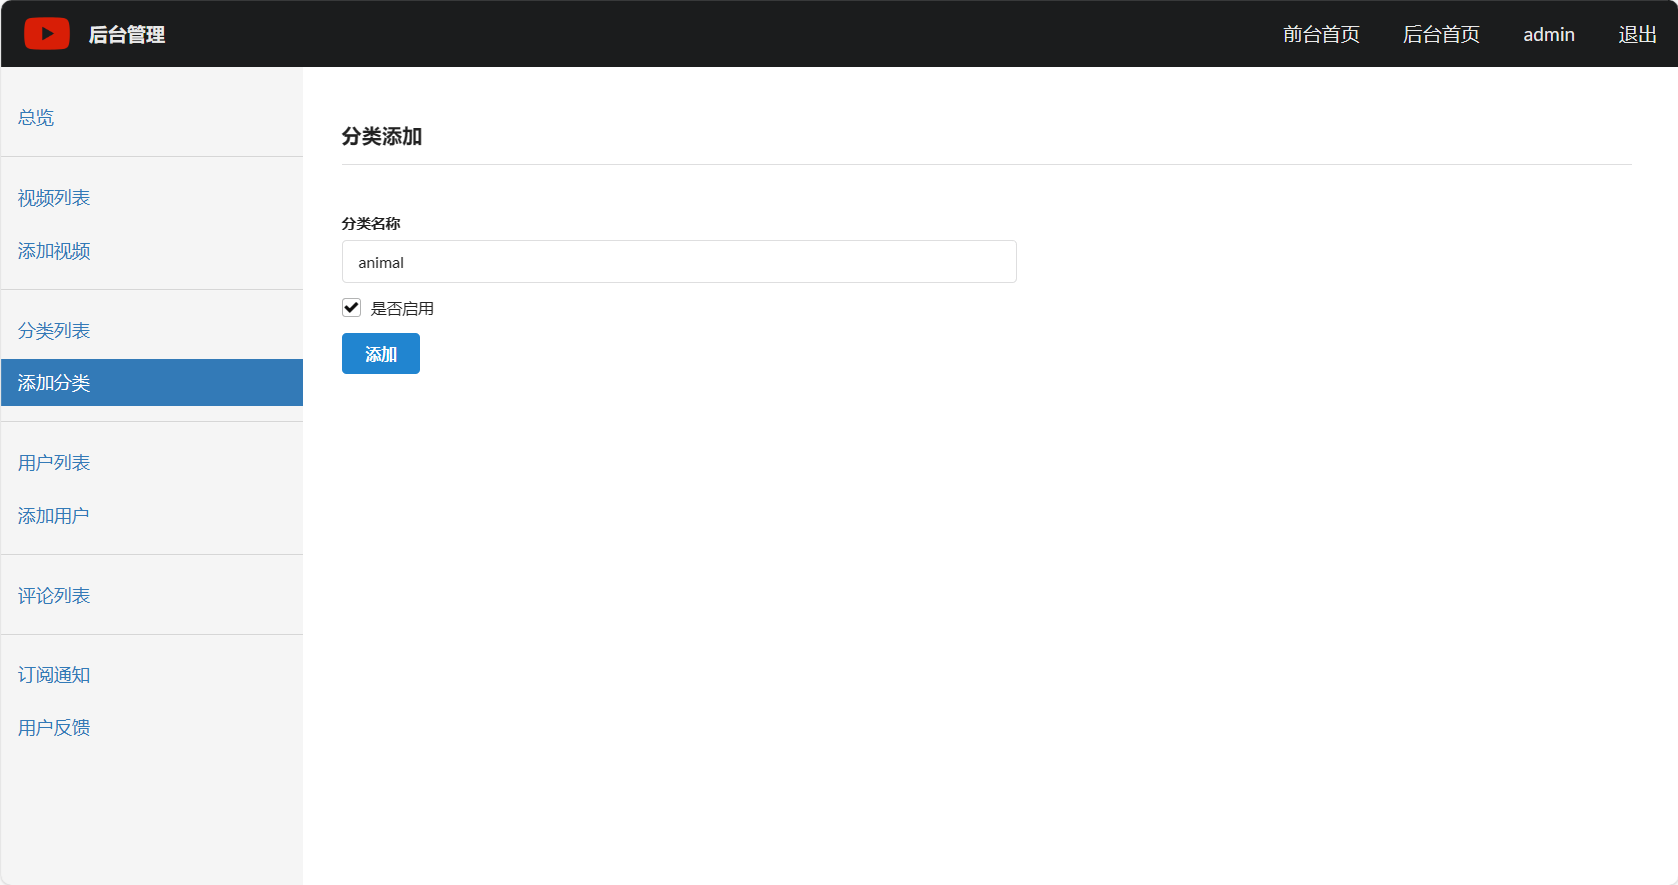 后台管理
前台首页
后台首页
admin
退出
总览
视频列表
添加视频
分类列表
添加分类
用户列表
添加用户
评论列表
订阅通知
用户反馈
分类添加
分类名称
animal
是否启用
添加